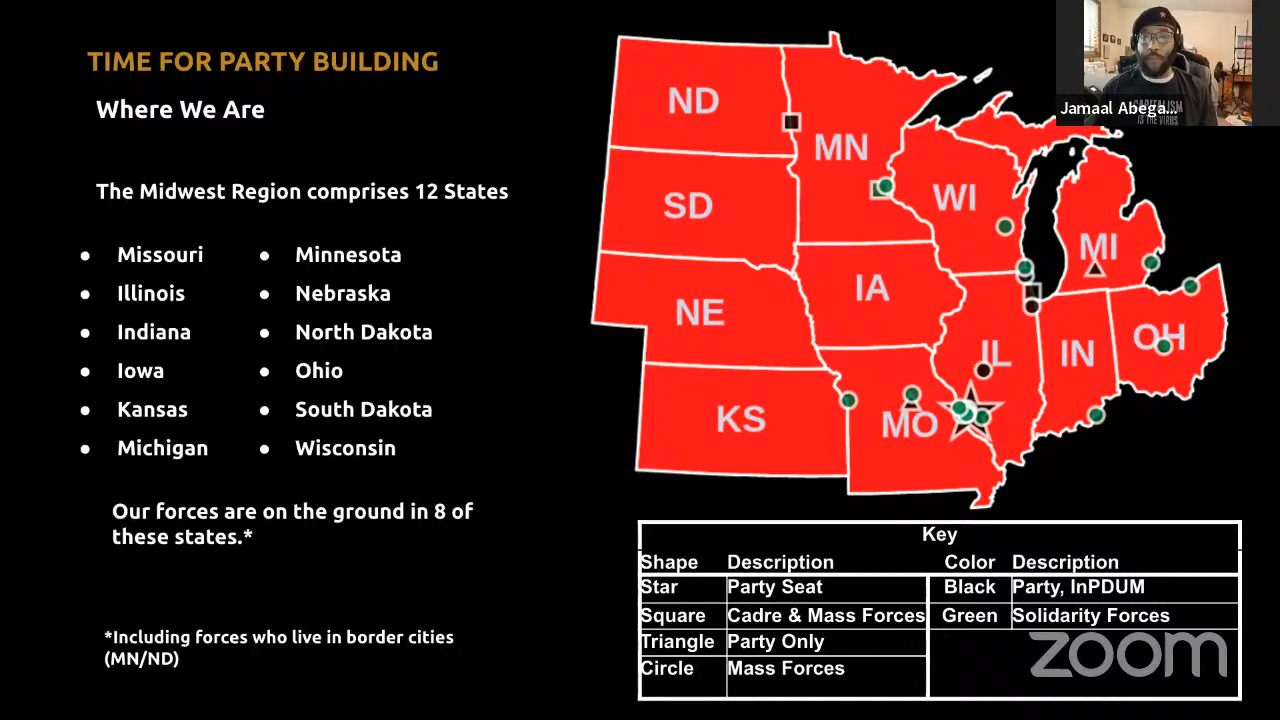 TIME FOR PARTY BUILDING
Where We Are
The Midwest Region comprises 12 States
● Missouri
● Illinois
● Indiana
● Iowa
● Kansas
● Michigan
● Minnesota
● Nebraska
● North Dakota
● Ohio
● South Dakota
● Wisconsin
Our forces are on the ground in 8 of
these states.*
*Including forces who live in border cities
(MN/ND)
ND
MN
SD
WI
MI
IA
NE
IL
IN
OH
KS
MO
Jamaal Abega...
CAPITALISM
IS THE VIRUS
Key
Shape Description Color Description
Star Party Seat Black Party, InPDUM
Square Cadre & Mass Forces Green Solidarity Forces
Triangle Party Only
Circle Mass Forces
zoom